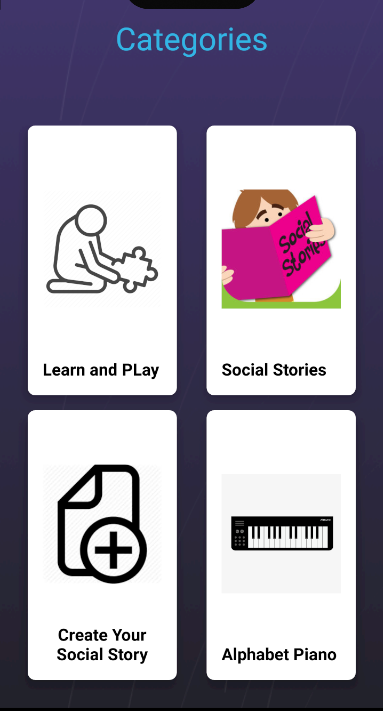 Categories
Social
Stories
Learn and PLay
Social Stories
Create Your
Social Story
Alphabet Piano